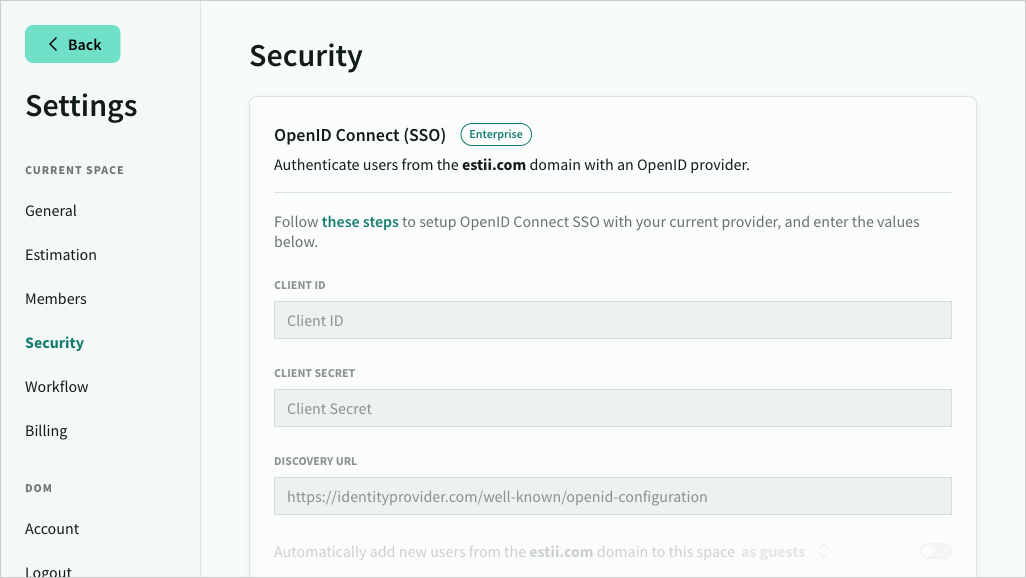 Back
Settings
CURRENT SPACE
General
Estimation
Members
Security
Workflow
Billing
DOM
Account
Logout
Security
OpenID Connect (SSO) Enterprise
Authenticate users from the estii.com domain with an OpenID provider.
Follow these steps to setup OpenID Connect SSO with your current provider, and enter the values
below.
CLIENT ID
Client ID
CLIENT SECRET
Client Secret
DISCOVERY URL
https://identityprovider.com/well-known/openid-configuration
Automatically add new users from the estii.com domain to this space as guests